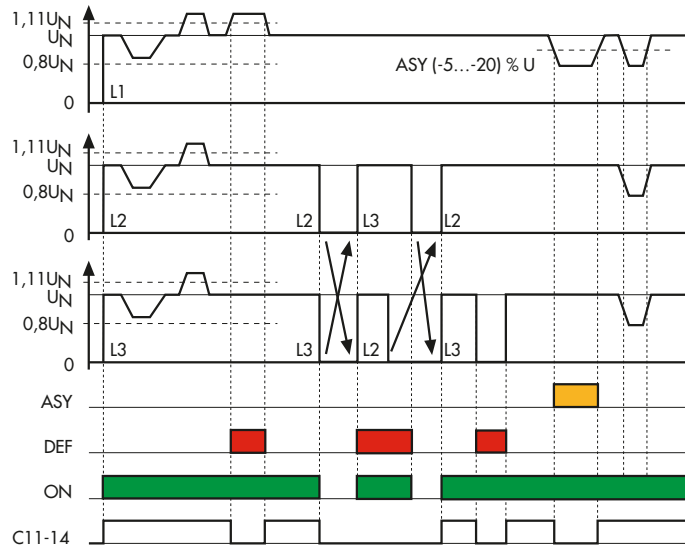 1,11UN
UN
0,8UN
ASY (-5...-20) % U
0
L1
1,11UN
UN
0,8UN
L2
L2
L3
L2
0
1,11UN
UN
0,8UN
L3
L3
L2
L3
0
ASY
DEF
ON
C11-14